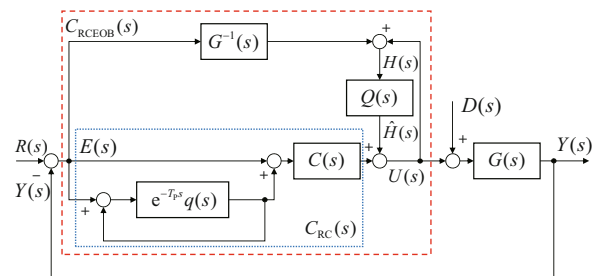 C_RCEOB(s)
G⁻¹(s)
+
H(s)
Q(s)
D(s)
R(s)
E(s)
Ĥ(s)
+
Y(s)
−
Y(s)
+
C(s)
+
U(s)
G(s)
+
e^{-T_P s}q(s)
C_RC(s)